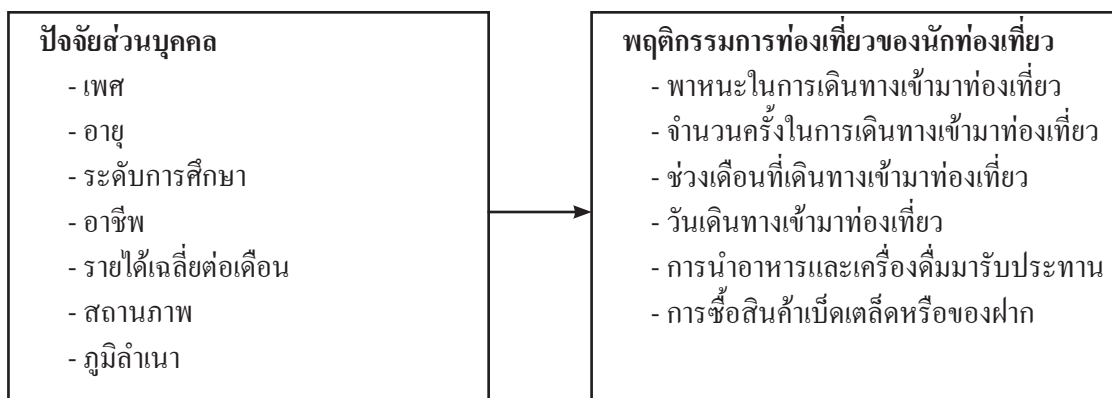 ปัจจัยส่วนบุคคล
- เพศ
- อายุ
- ระดับการศึกษา
- อาชีพ
- รายได้เฉลี่ยต่อเดือน
- สถานภาพ
- ภูมิลำเนา
พฤติกรรมการท่องเที่ยวของนักท่องเที่ยว
- พาหนะในการเดินทางเข้ามาท่องเที่ยว
- จำนวนครั้งในการเดินทางเข้ามาท่องเที่ยว
- ช่วงเดือนที่เดินทางเข้ามาท่องเที่ยว
- วันเดินทางเข้ามาท่องเที่ยว
- การนำอาหารและเครื่องดื่มมารับประทาน
- การซื้อสินค้าเบ็ดเตล็ดหรือของฝาก